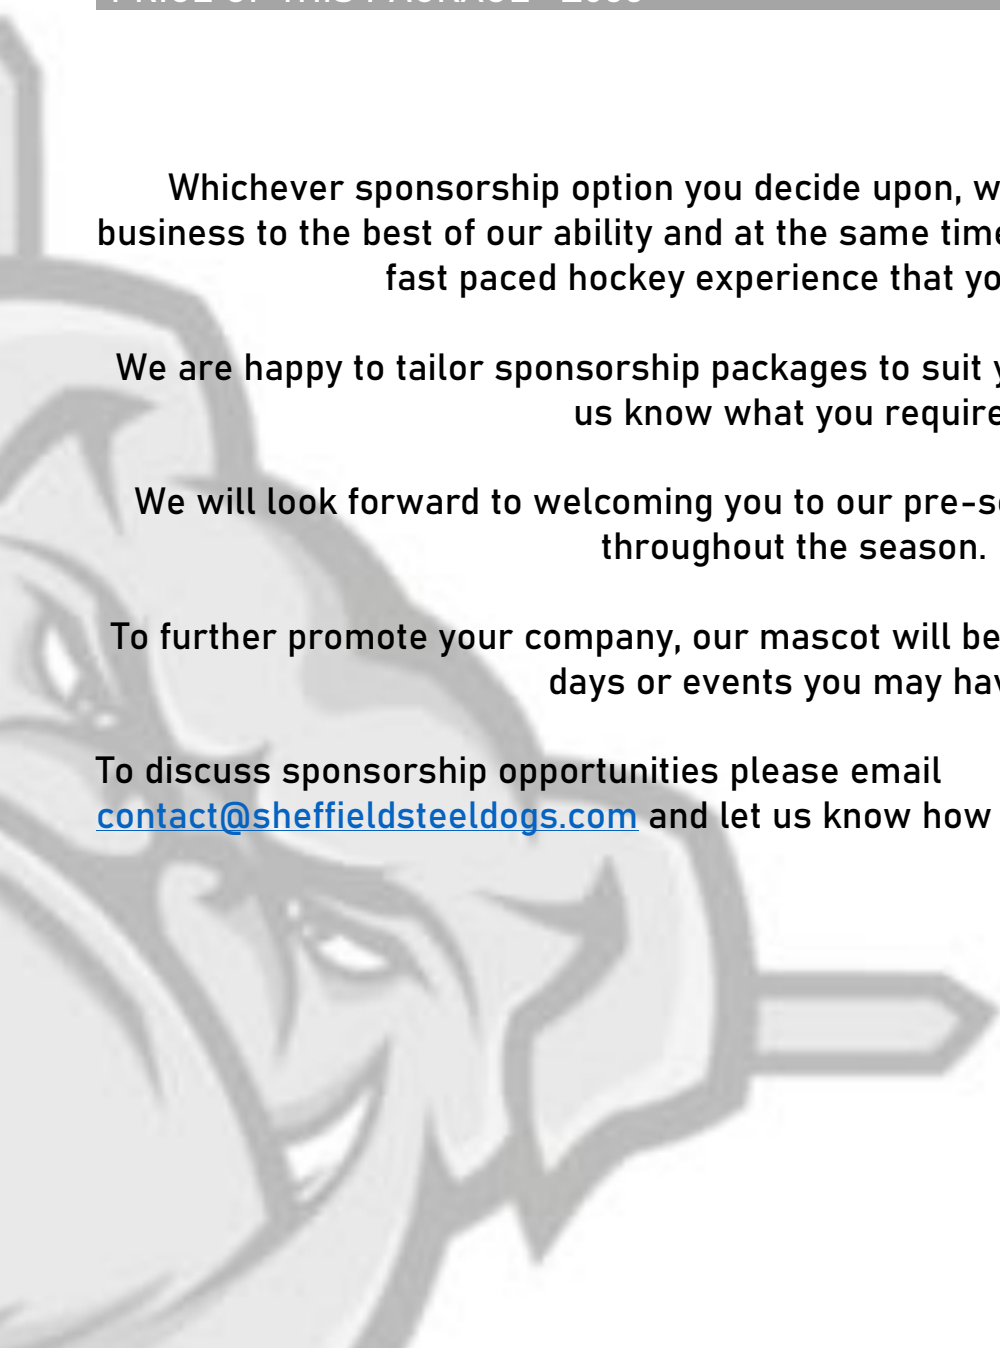 Whichever sponsorship option you decide upon, w
business to the best of our ability and at the same time
fast paced hockey experience that yo
We are happy to tailor sponsorship packages to suit y
us know what you require
We will look forward to welcoming you to our pre-se
throughout the season.
To further promote your company, our mascot will be
days or events you may hav
To discuss sponsorship opportunities please email
contact@sheffieldsteeldogs.com and let us know how